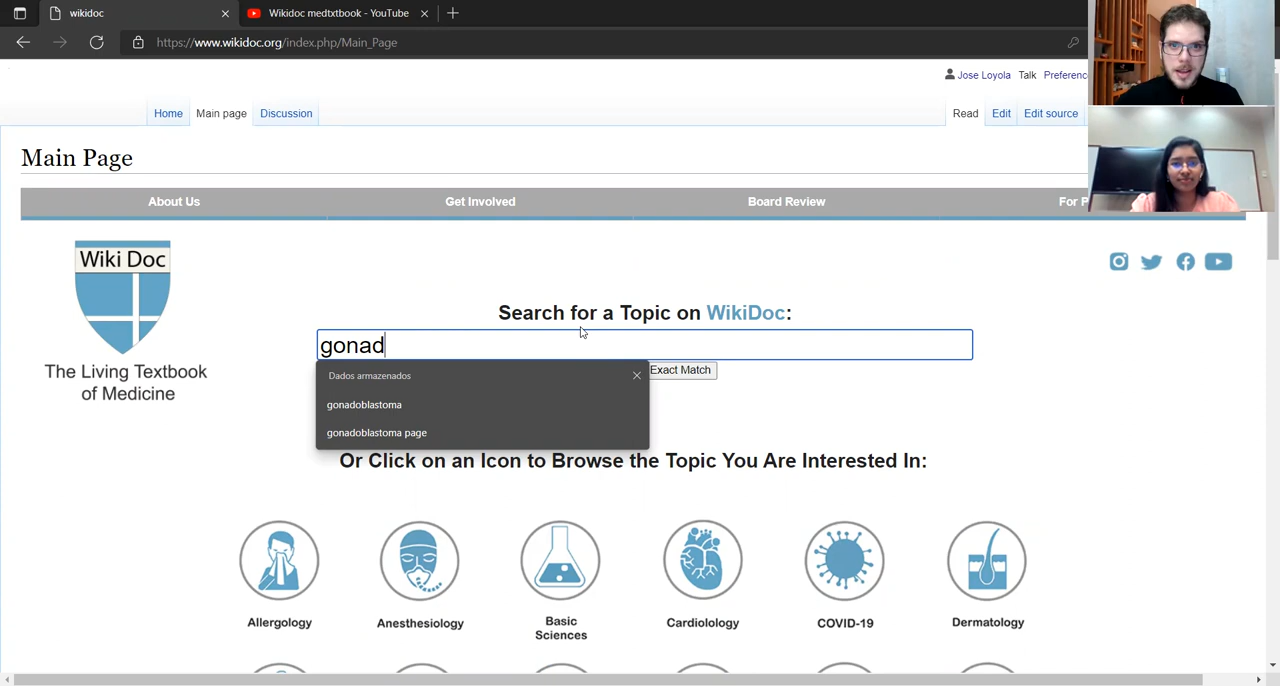 wikidoc
Wikidoc medtxtbook - YouTube
https://www.wikidoc.org/index.php/Main_Page
Jose Loyola Talk Preferenc
Home Main page Discussion
Read Edit Edit source
Main Page
About Us Get Involved Board Review For P
Wiki Doc
The Living Textbook
of Medicine
Search for a Topic on WikiDoc:
gonad
Exact Match
Dados armazenados
gonadoblastoma
gonadoblastoma page
Or Click on an Icon to Browse the Topic You Are Interested In:
Allergology
Anesthesiology
Basic
Sciences
Cardiolology
COVID-19
Dermatology